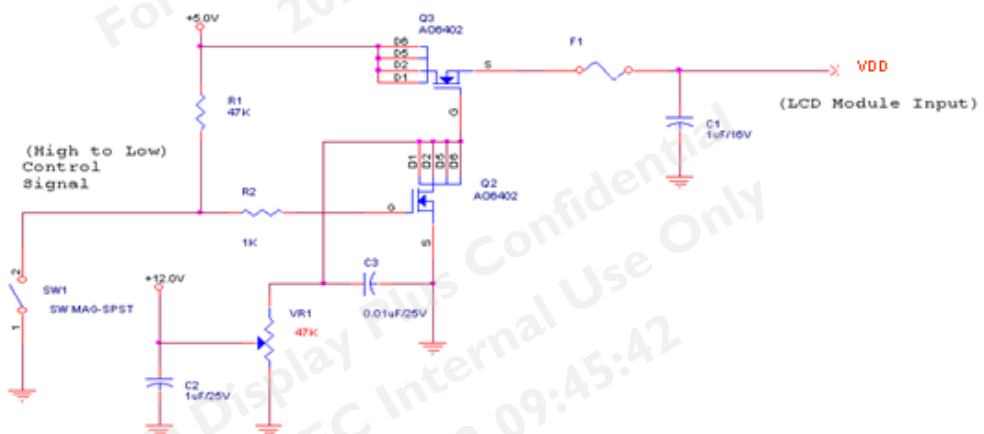 +5.0V
Q3
AO6402
D6
D5
D2
D1
S
G
F1
VDD
(LCD Module Input)
C1
1uF/16V
R1
47K
(High to Low)
Control
Signal
D1
D2
D5
D6
Q2
AO6402
G
S
R2
1K
2
SW1
SW MAG-SPST
1
+12.0V
C3
0.01uF/25V
VR1
47K
C2
1uF/25V
For
202
Display Plus Confidential
EC Internal Use Only
09:45:42